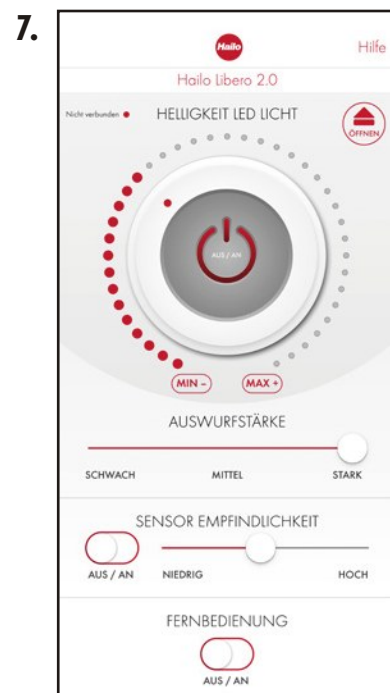 7.
Hailo
Hilfe
Hailo Libero 2.0
Nicht verbunden
HELLIGKEIT LED LICHT
ÖFFNEN
AUS / AN
MIN –
MAX +
AUSWURFSTÄRKE
SCHWACH MITTEL STARK
SENSOR EMPFINDLICHKEIT
AUS / AN NIEDRIG HOCH
FERNBEDIENUNG
AUS / AN